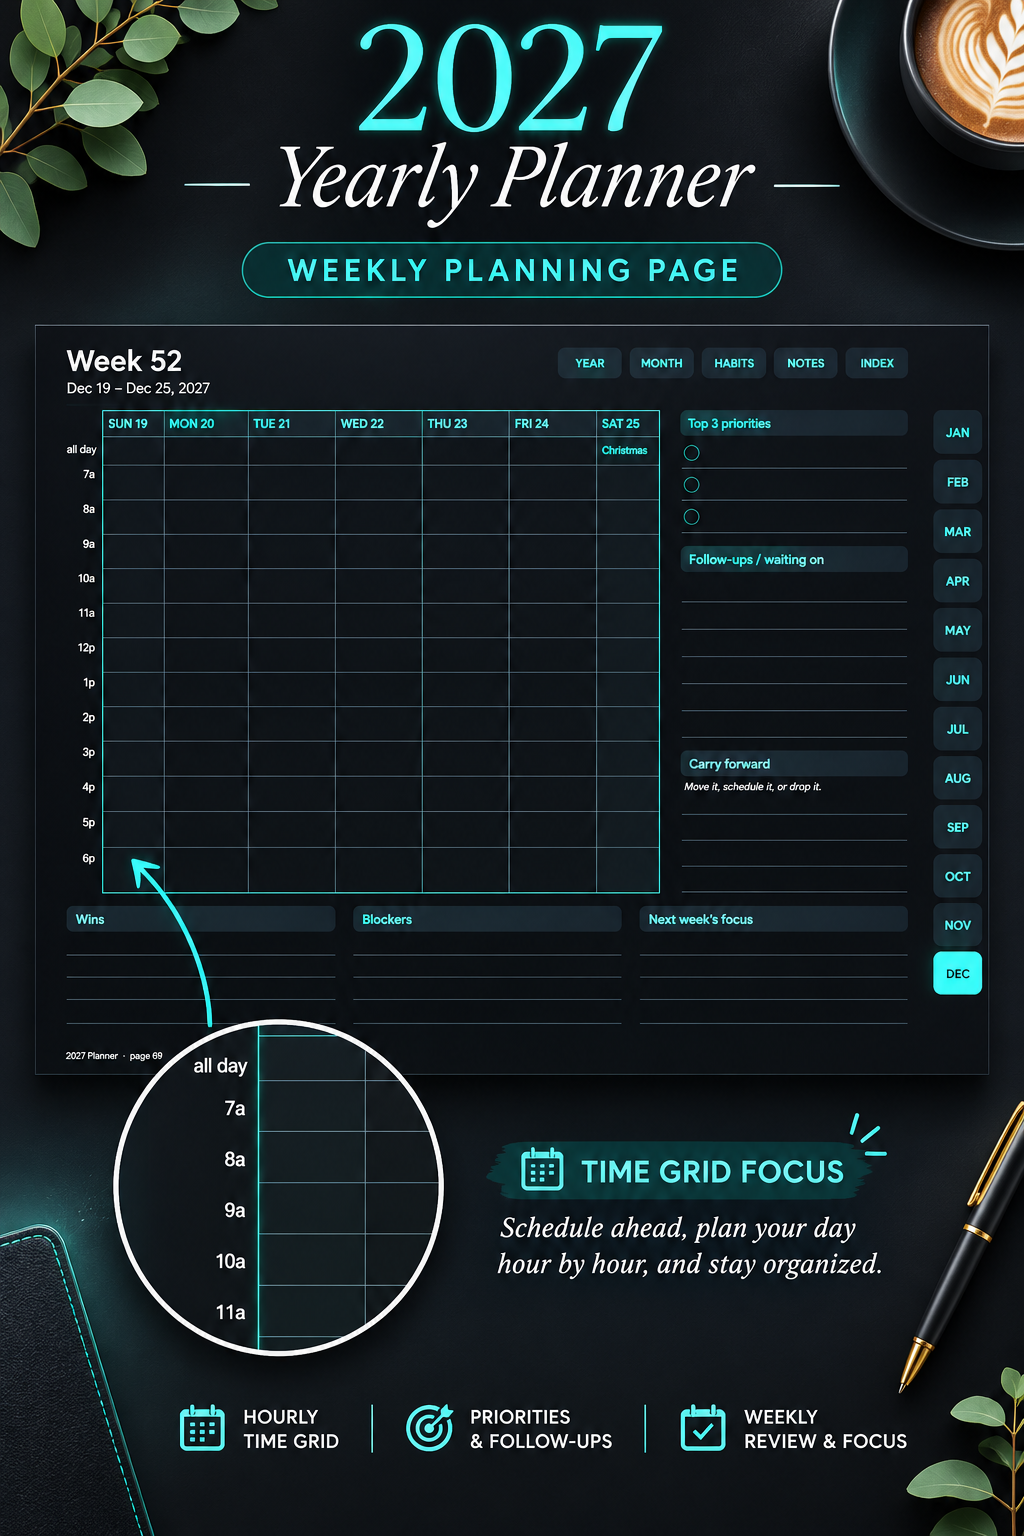 2027
Yearly Planner
WEEKLY PLANNING PAGE
Week 52
Dec 19 – Dec 25, 2027
YEAR MONTH HABITS NOTES INDEX
SUN 19 MON 20 TUE 21 WED 22 THU 23 FRI 24 SAT 25
all day Christmas
7a
8a
9a
10a
11a
12p
1p
2p
3p
4p
5p
6p
Top 3 priorities
Follow-ups / waiting on
Carry forward
Move it, schedule it, or drop it.
JAN
FEB
MAR
APR
MAY
JUN
JUL
AUG
SEP
OCT
NOV
DEC
Wins Blockers Next week's focus
2027 Planner · page 69
all day
7a
8a
9a
10a
11a
TIME GRID FOCUS
Schedule ahead, plan your day
hour by hour, and stay organized.
HOURLY
TIME GRID
PRIORITIES
& FOLLOW-UPS
WEEKLY
REVIEW & FOCUS